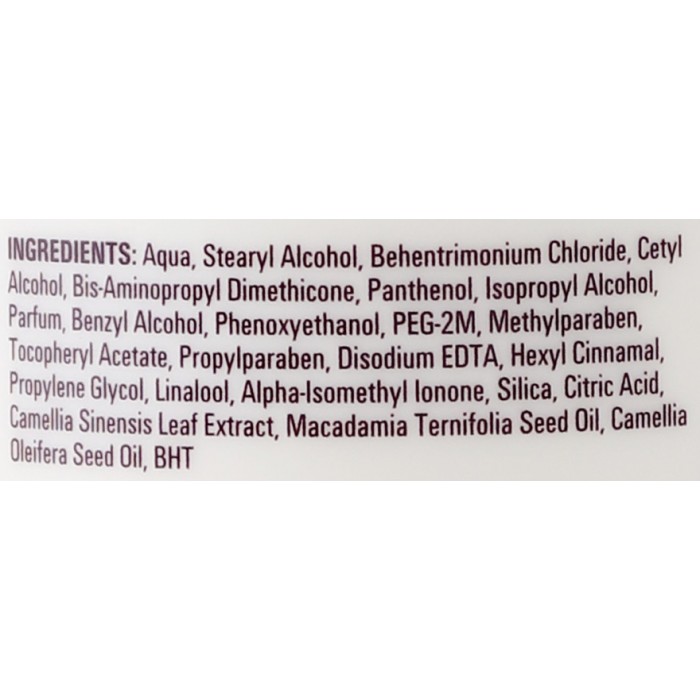 INGREDIENTS: Aqua, Stearyl Alcohol, Behentrimonium Chloride, Cetyl
Alcohol, Bis-Aminopropyl Dimethicone, Panthenol, Isopropyl Alcohol,
Parfum, Benzyl Alcohol, Phenoxyethanol, PEG-2M, Methylparaben,
Tocopheryl Acetate, Propylparaben, Disodium EDTA, Hexyl Cinnamal,
Propylene Glycol, Linalool, Alpha-Isomethyl Ionone, Silica, Citric Acid,
Camellia Sinensis Leaf Extract, Macadamia Ternifolia Seed Oil, Camellia
Oleifera Seed Oil, BHT